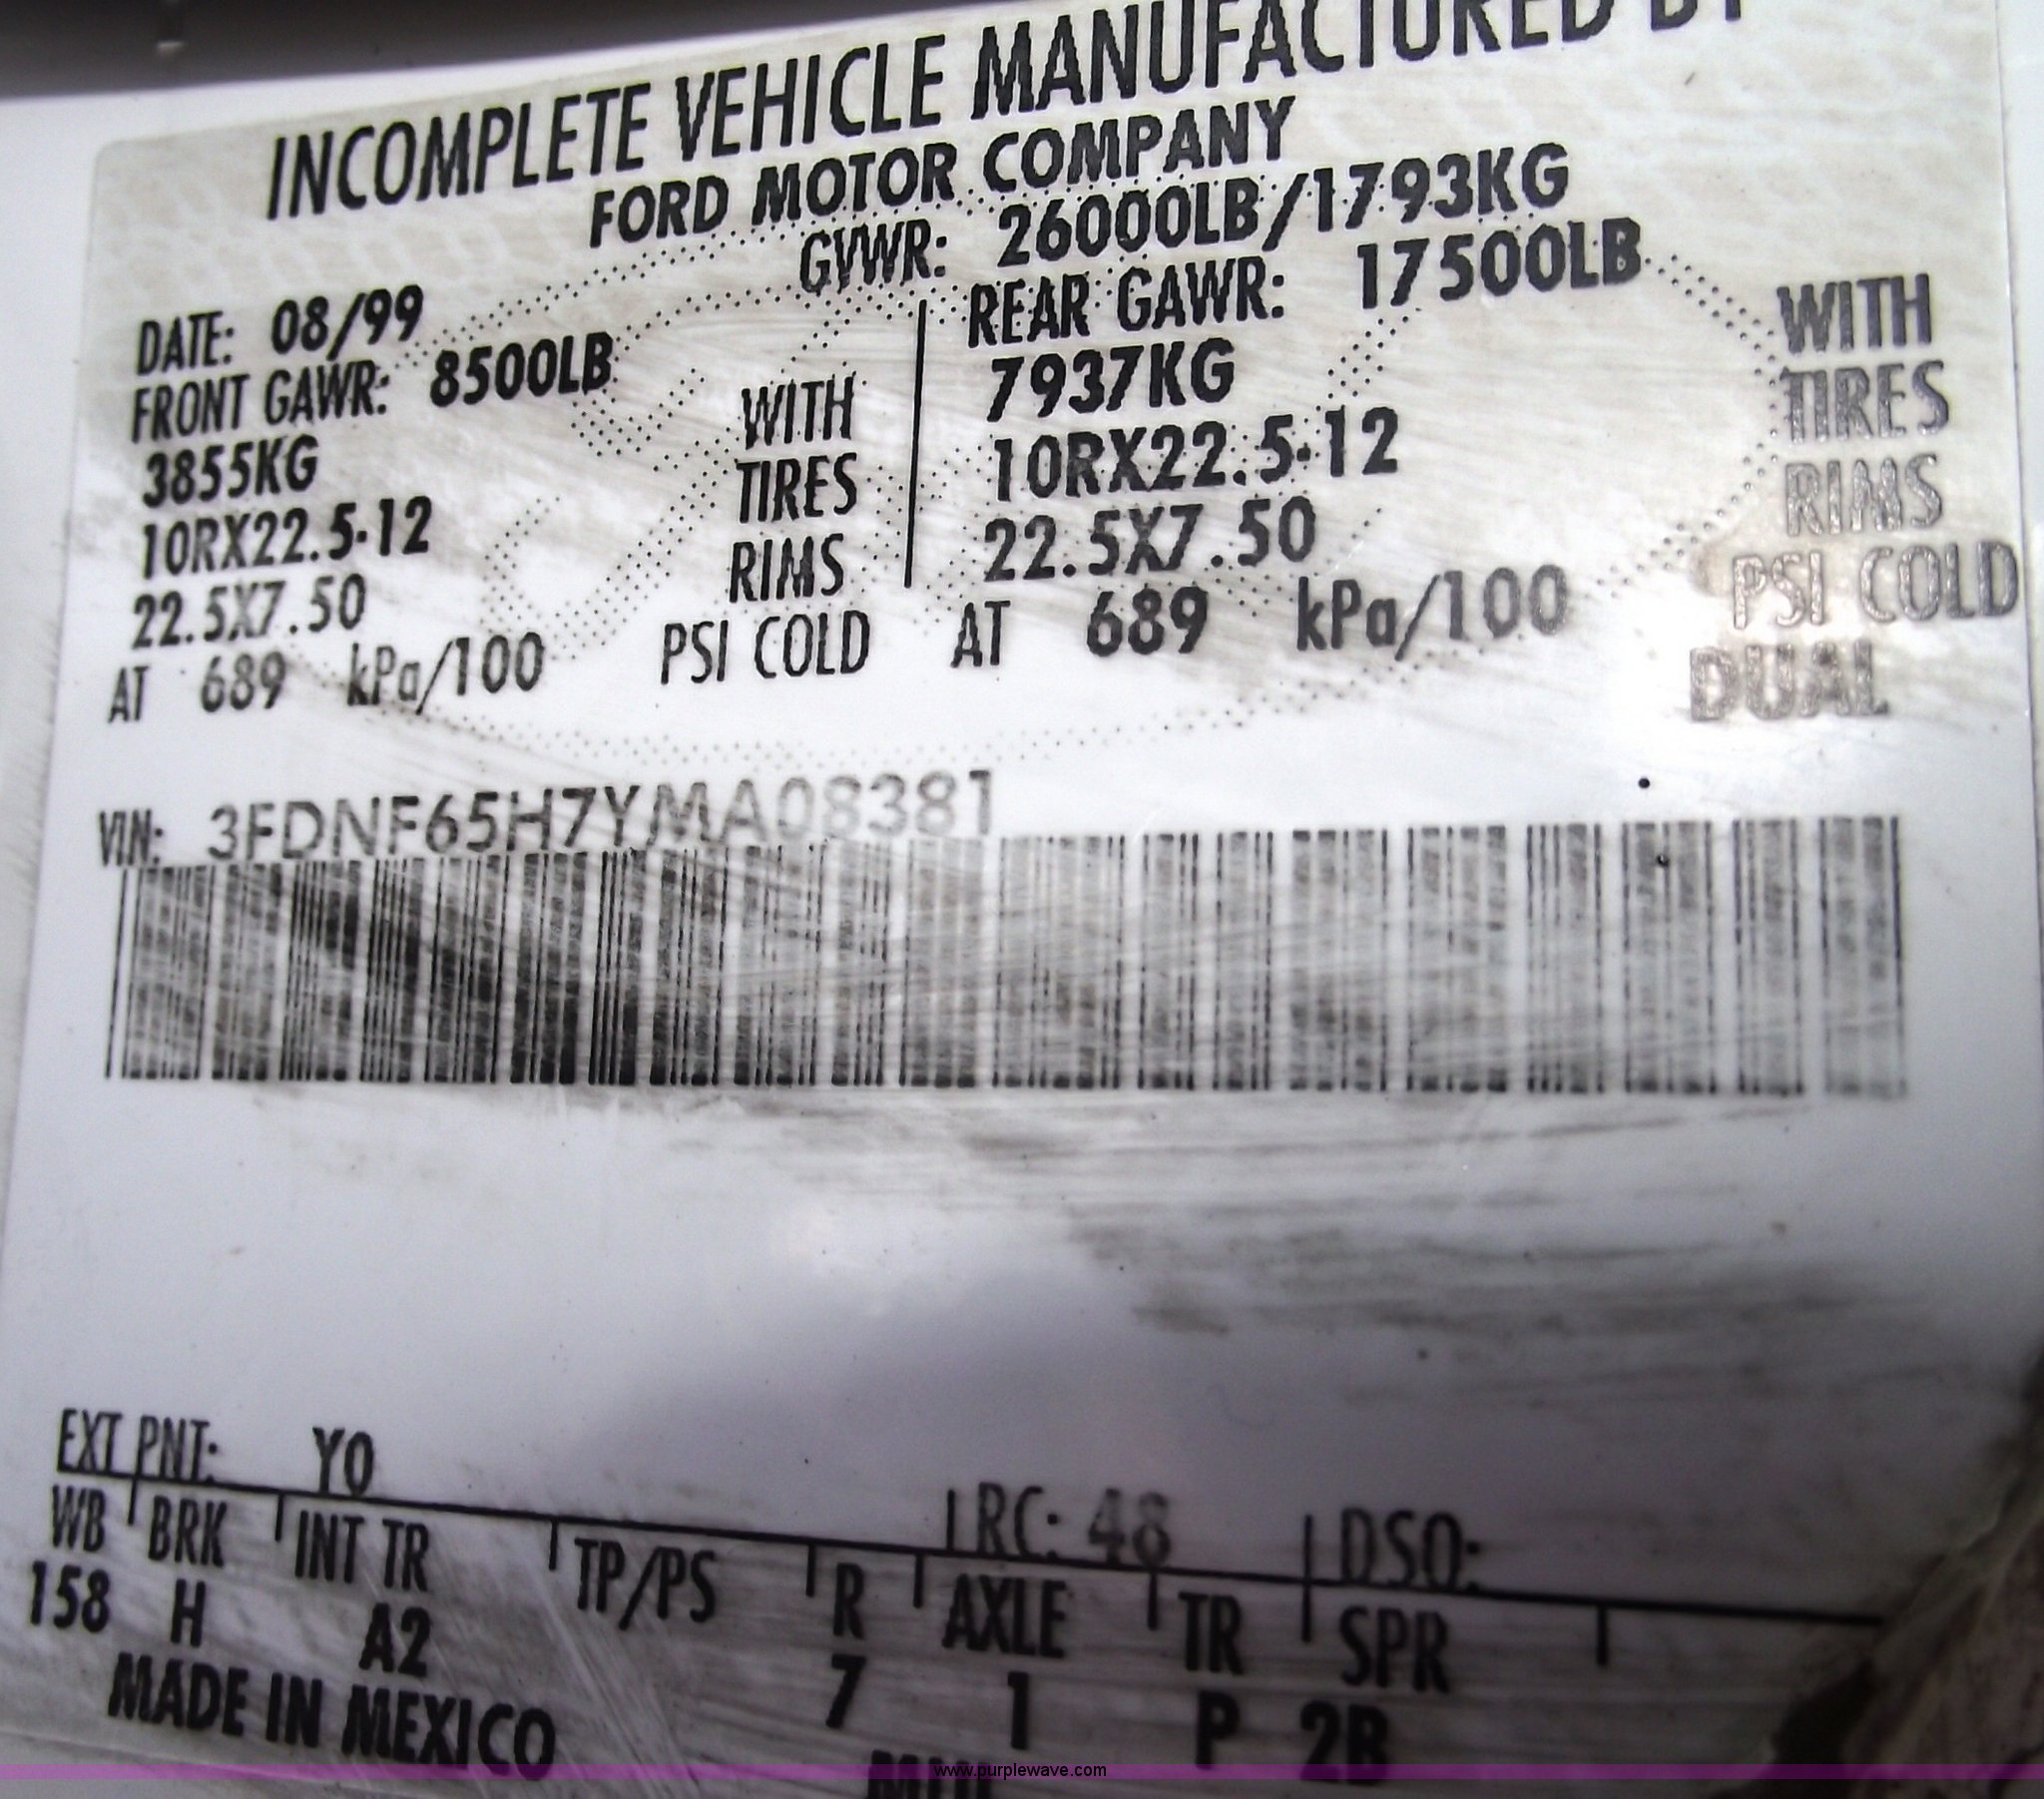 INCOMPLETE VEHICLE MANUFACTURED BY
FORD MOTOR COMPANY
GVWR: 26000LB/1793KG
DATE: 08/99
FRONT GAWR: 8500LB
3855KG
WITH
10RX22.5-12
TIRES
22.5X7.50
RIMS
AT 689 kPa/100 PSI COLD
REAR GAWR: 17500LB
7937KG
WITH
10RX22.5-12
TIRES
22.5X7.50
RIMS
AT 689 kPa/100 PSI COLD
DUAL
VIN: 3FDNF65H7YMA08381
EXT PNT: YO
RC: 48 DSO:
WB BRK INT TR TP/PS R AXLE TR SPR
158 H A2 7 1 P 2B
MADE IN MEXICO
www.purplewave.com